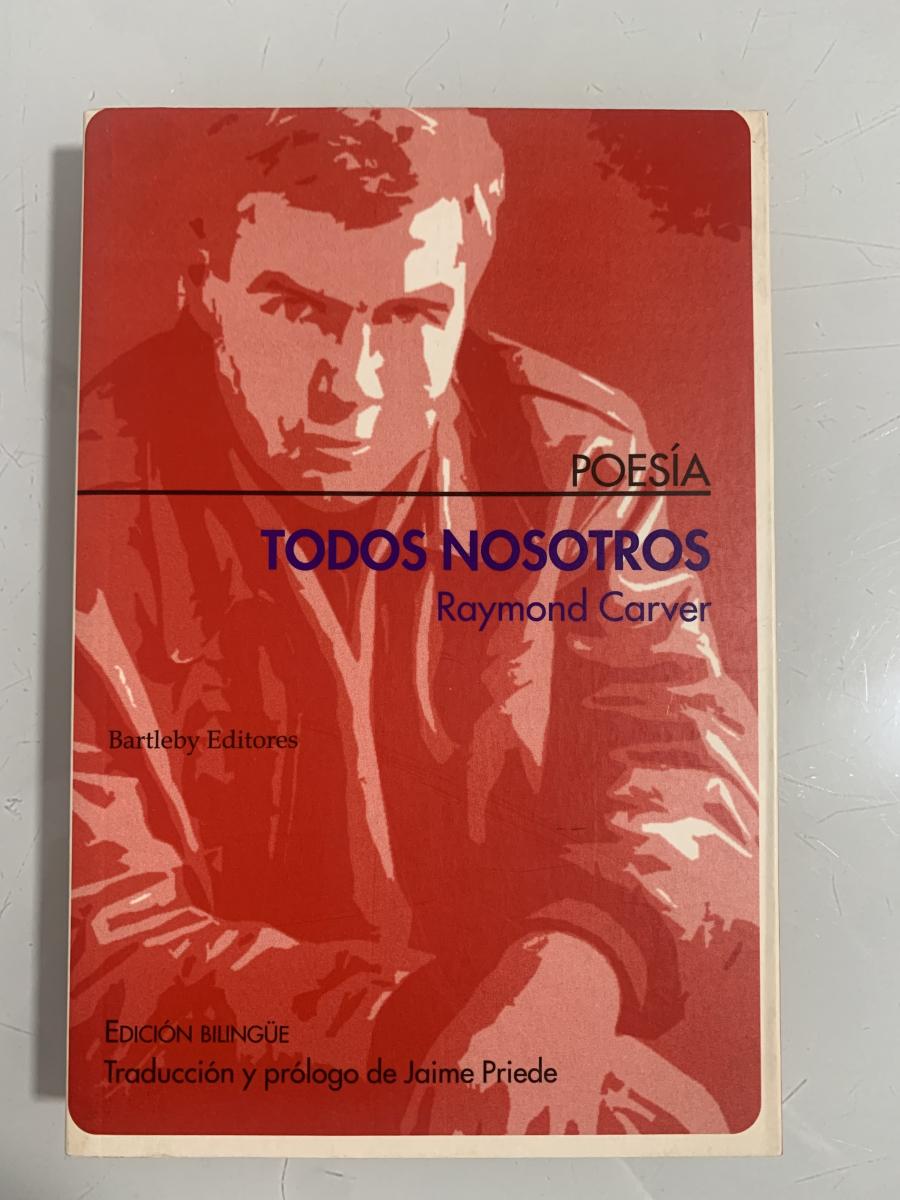 POESÍA
TODOS NOSOTROS
Raymond Carver
Bartleby Editores
EDICIÓN BILINGÜE
Traducción y prólogo de Jaime Priede